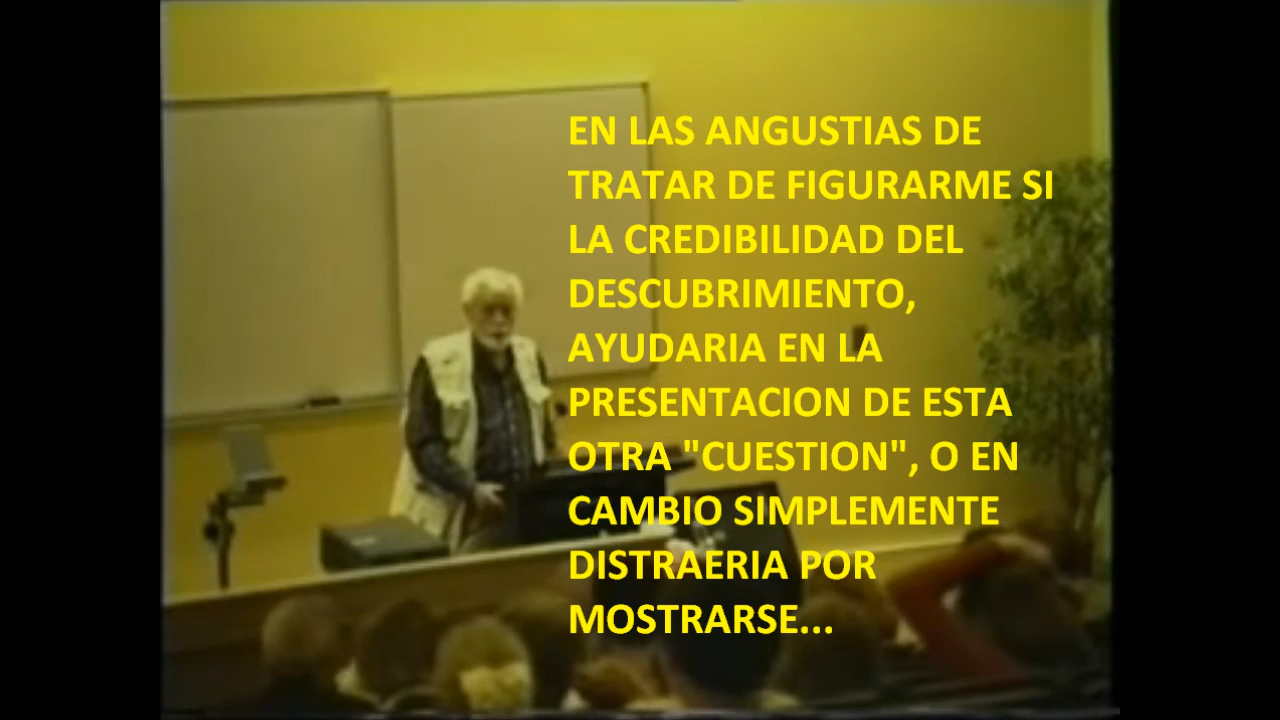 EN LAS ANGUSTIAS DE
TRATAR DE FIGURARME SI
LA CREDIBILIDAD DEL
DESCUBRIMIENTO,
AYUDARIA EN LA
PRESENTACION DE ESTA
OTRA "CUESTION", O EN
CAMBIO SIMPLEMENTE
DISTRAERIA POR
MOSTRARSE...